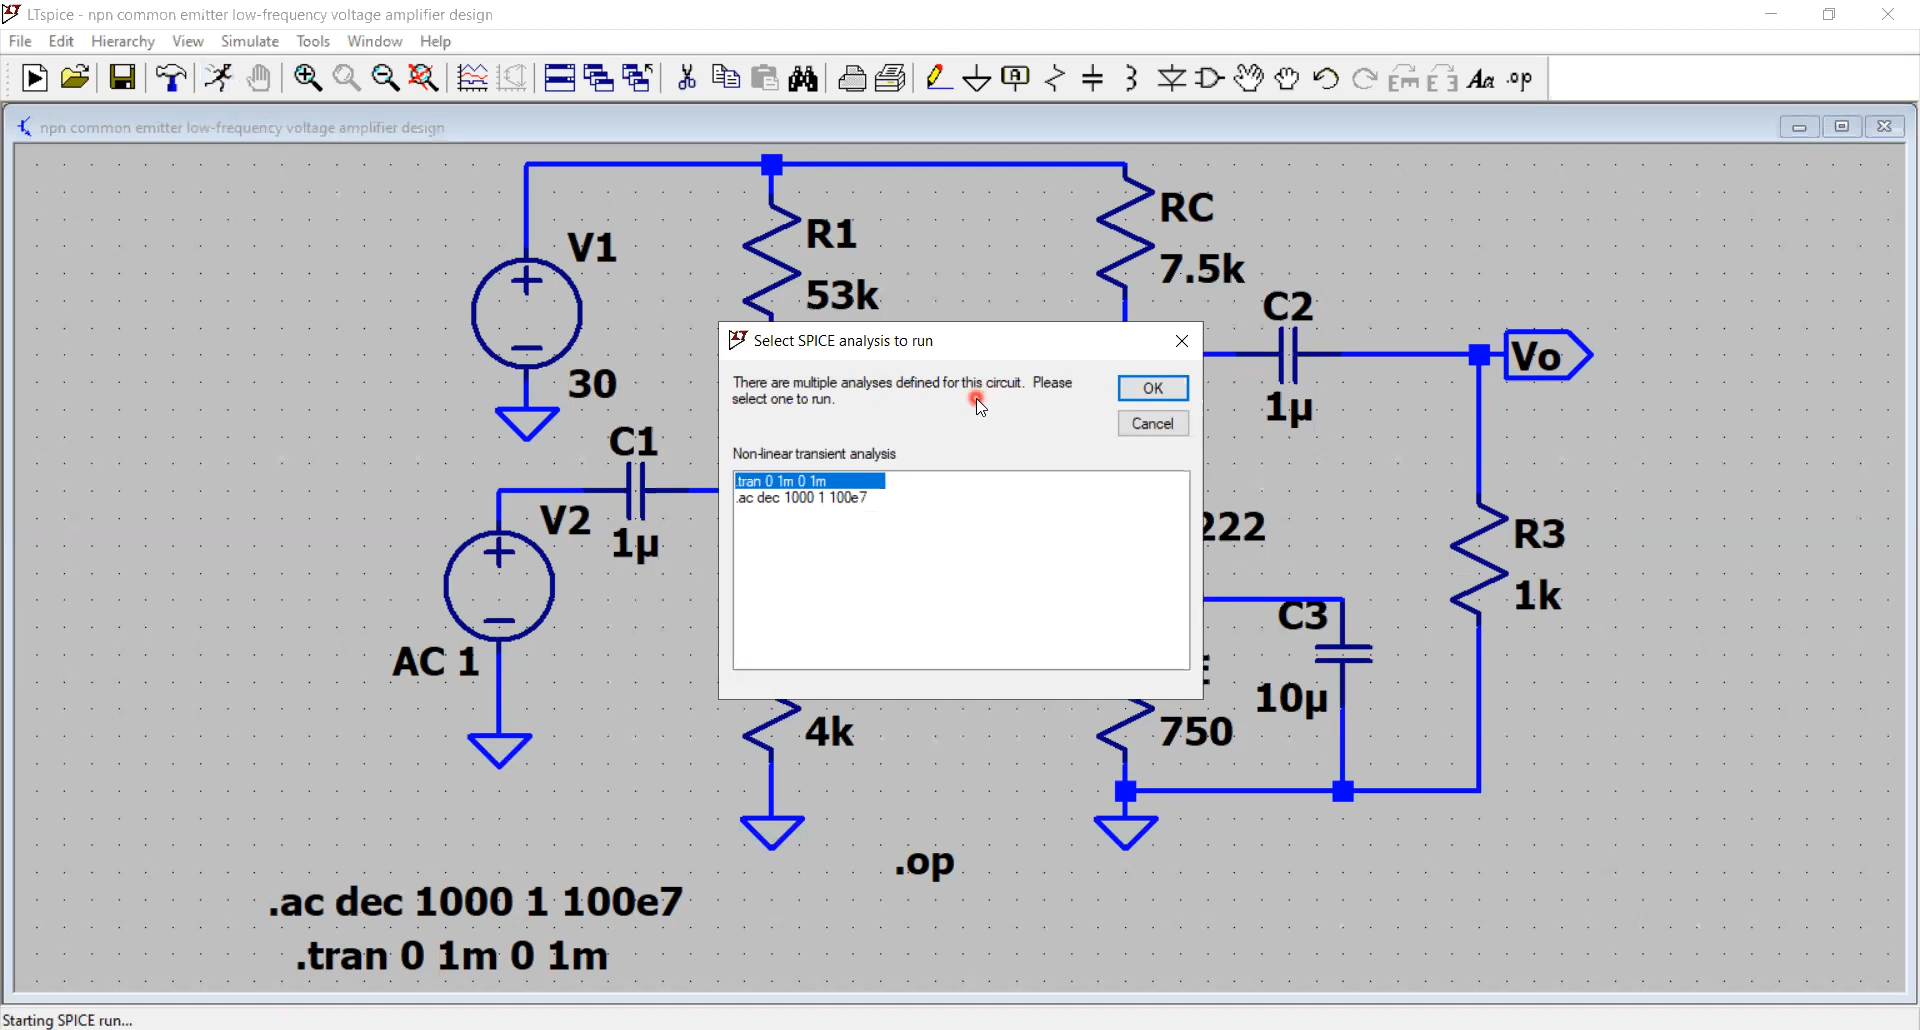 LTspice - npn common emitter low-frequency voltage amplifier design
File Edit Hierarchy View Simulate Tools Window Help
Aa .op
npn common emitter low-frequency voltage amplifier design
V1
30
R1
53k
RC
7.5k
C2
1µ
Vo
C1
1µ
V2
AC 1
Select SPICE analysis to run
There are multiple analyses defined for this circuit. Please
select one to run.
OK
Cancel
Non-linear transient analysis
.tran 0 1m 0 1m
.ac dec 1000 1 100e7
222
R3
1k
C3
10µ
4k
750
.op
.ac dec 1000 1 100e7
.tran 0 1m 0 1m
Starting SPICE run...